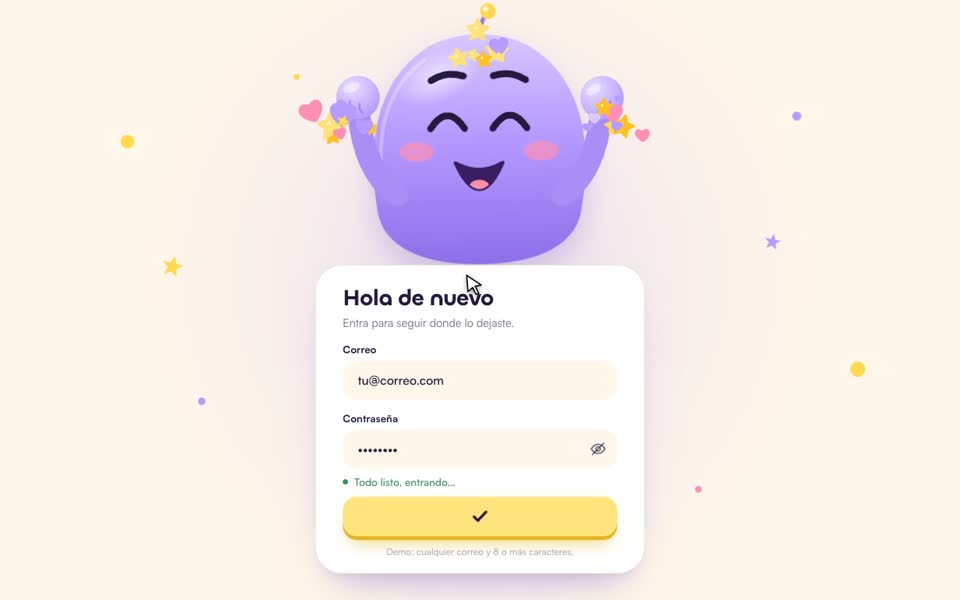 Hola de nuevo
Entra para seguir donde lo dejaste.
Correo
tu@correo.com
Contraseña
••••••••
Todo listo, entrando...
Demo: cualquier correo y 8 o más caracteres.